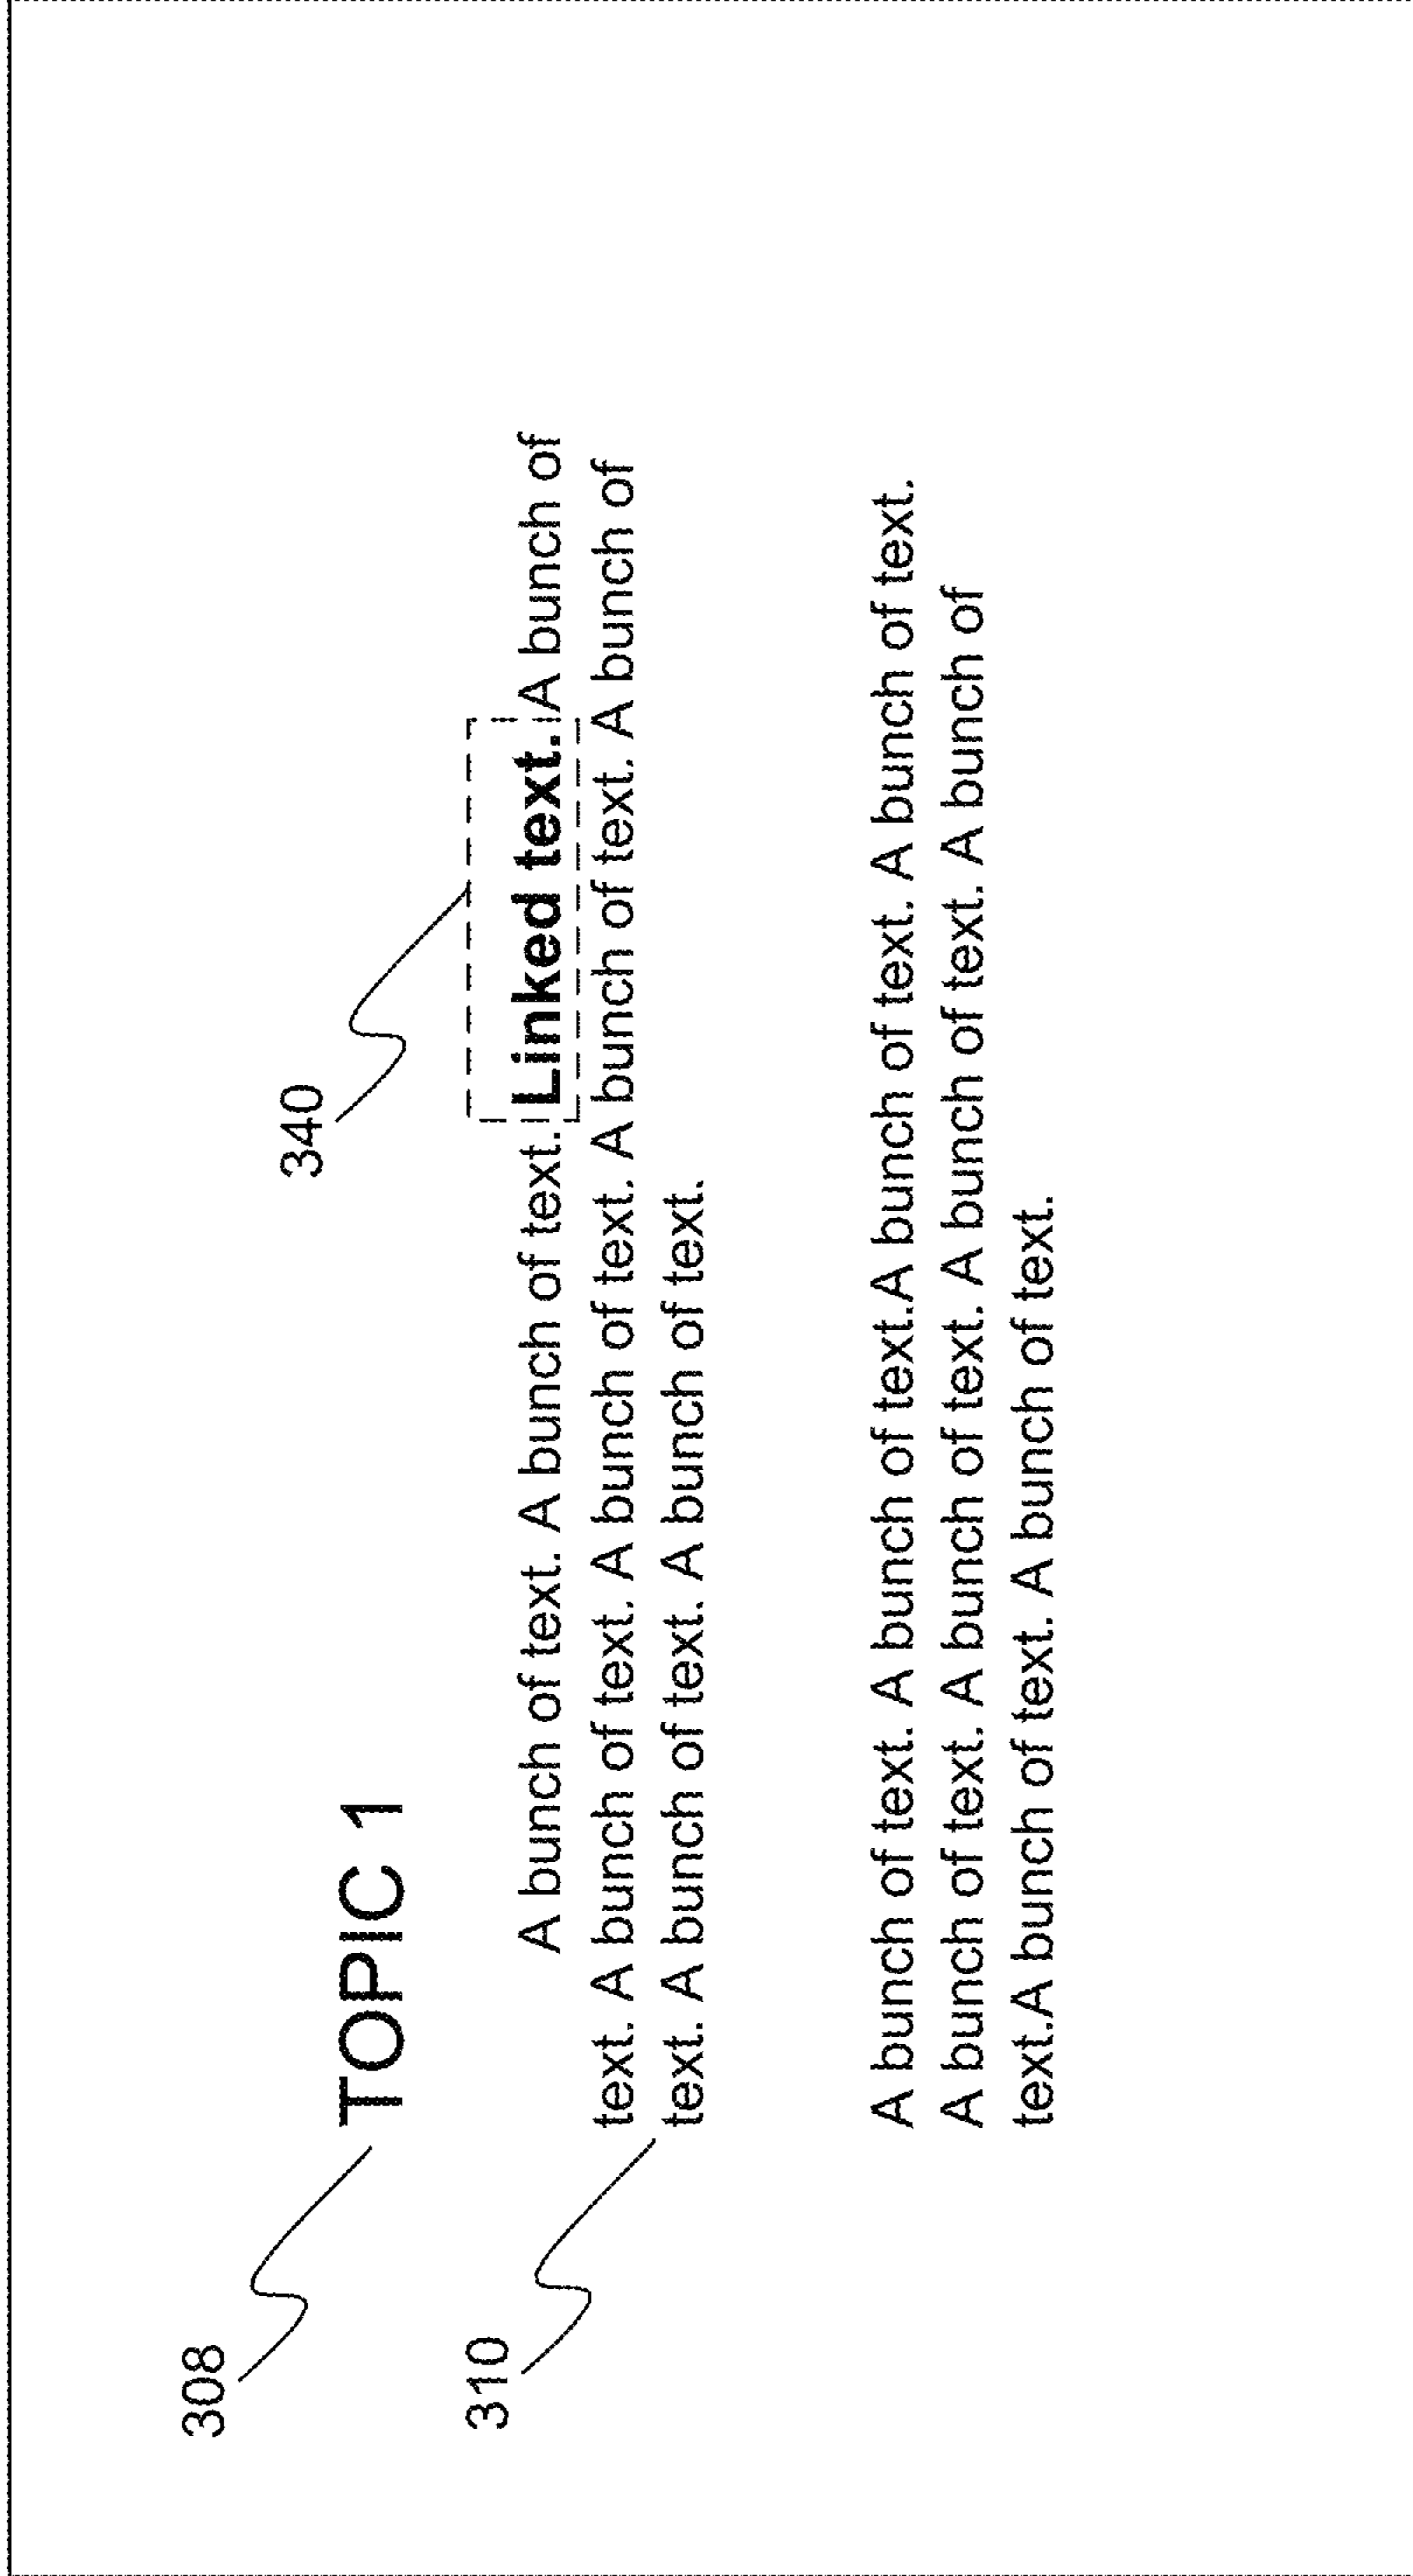 308
TOPIC 1
340
310
A bunch of text. A bunch of text. Linked text. A bunch of
text. A bunch of text. A bunch of text. A bunch of text. A bunch of
text. A bunch of text. A bunch of text.
A bunch of text. A bunch of text.A bunch of text. A bunch of text.
A bunch of text. A bunch of text. A bunch of text. A bunch of
text.A bunch of text. A bunch of text.